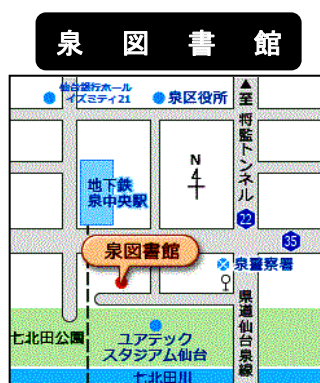 泉図書館
仙台銀行ホール
イズミティ21
泉区役所
▲至 将監トンネル
N
地下鉄
泉中央駅
22
35
泉図書館
泉警察署
七北田公園
ユアテック
スタジアム仙台
県道仙台泉線
七北田川